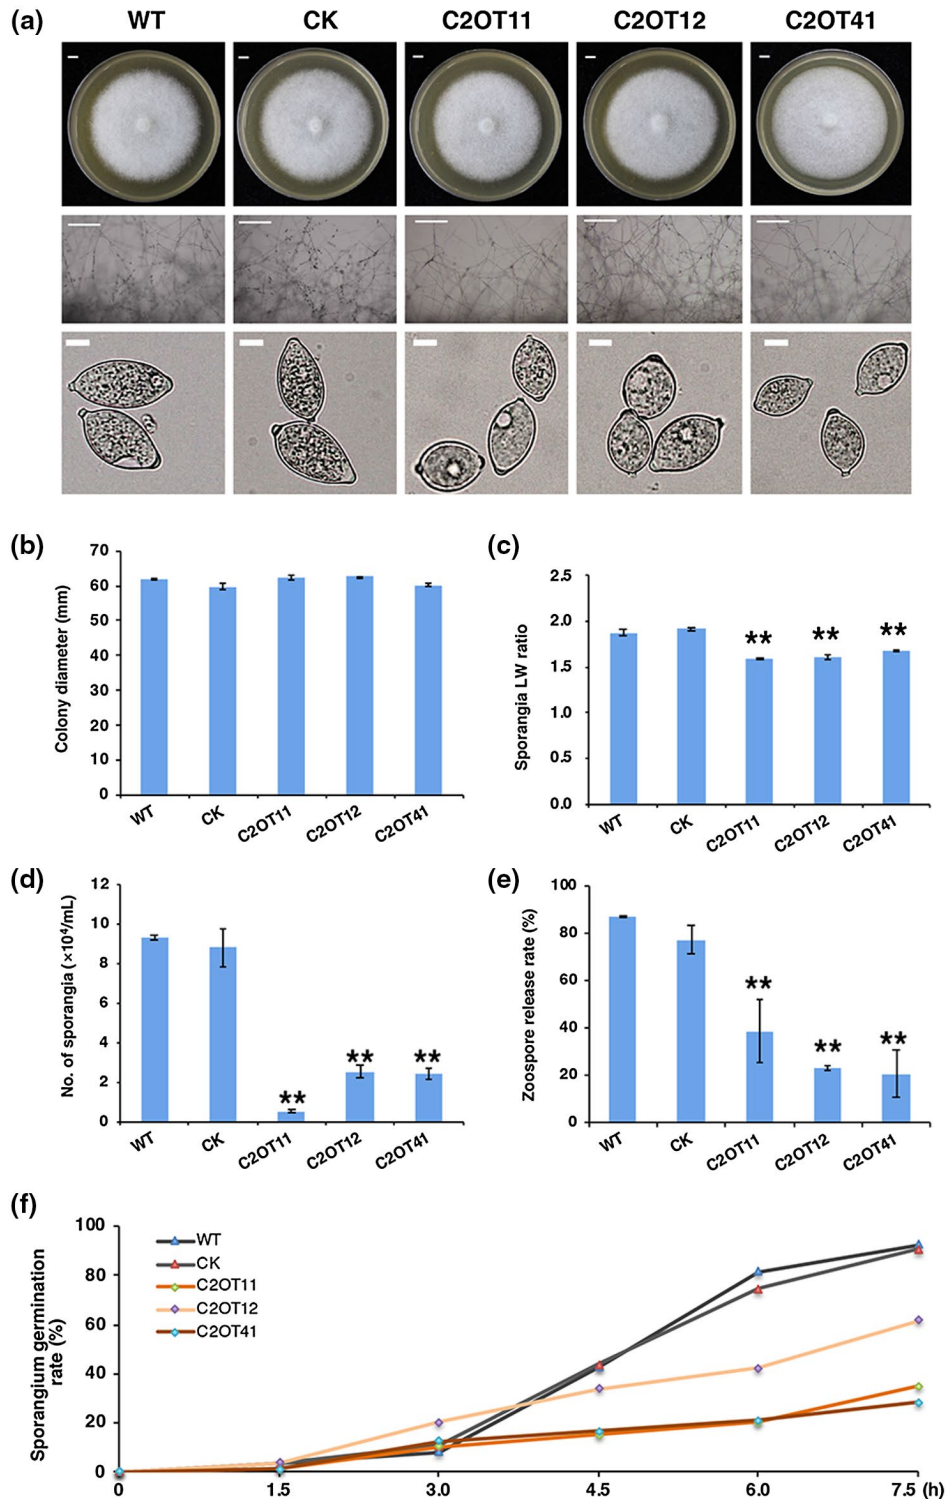 (a) WT CK C2OT11 C2OT12 C2OT41
(b)
Colony diameter (mm)
70
60
50
40
30
20
10
0
WT CK C2OT11 C2OT12 C2OT41
(c)
Sporangia LW ratio
2.5
2.0
1.5
1.0
0.5
0.0
** ** **
WT CK C2OT11 C2OT12 C2OT41
(d)
No. of sporangia (×10⁴/mL)
12
10
8
6
4
2
0
** ** **
WT CK C2OT11 C2OT12 C2OT41
(e)
Zoospore release rate (%)
100
80
60
40
20
0
** ** **
WT CK C2OT11 C2OT12 C2OT41
(f)
Sporangium germination
rate (%)
100
80
60
40
20
0
WT
CK
C2OT11
C2OT12
C2OT41
0 1.5 3.0 4.5 6.0 7.5 (h)